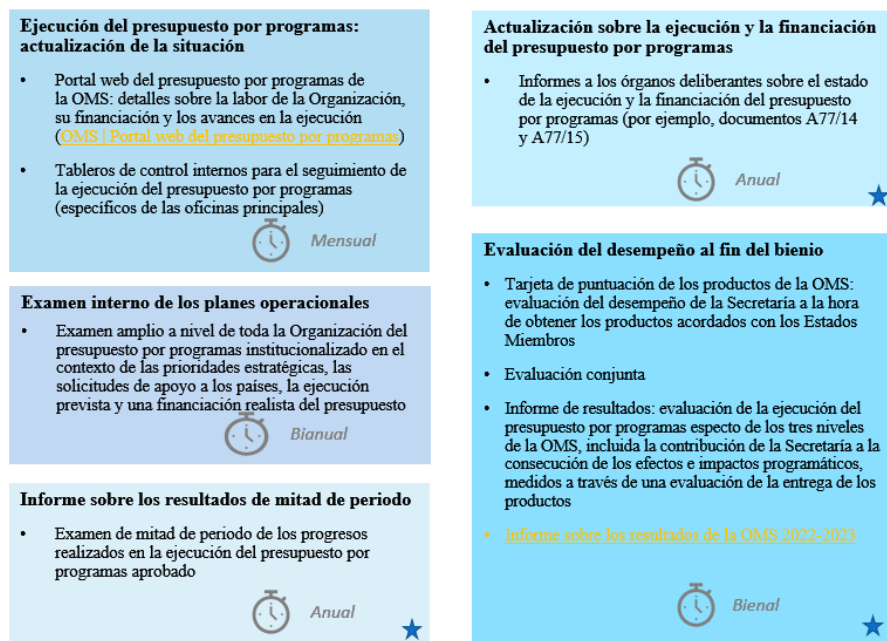 Ejecución del presupuesto por programas:
actualización de la situación
• Portal web del presupuesto por programas de
la OMS: detalles sobre la labor de la Organización,
su financiación y los avances en la ejecución
(OMS | Portal web del presupuesto por programas)
• Tableros de control internos para el seguimiento de
la ejecución del presupuesto por programas
(específicos de las oficinas principales)
Mensual
Examen interno de los planes operacionales
• Examen amplio a nivel de toda la Organización del
presupuesto por programas institucionalizado en el
contexto de las prioridades estratégicas, las
solicitudes de apoyo a los países, la ejecución
prevista y una financiación realista del presupuesto
Bianual
Informe sobre los resultados de mitad de periodo
• Examen de mitad de periodo de los progresos
realizados en la ejecución del presupuesto por
programas aprobado
Anual
Actualización sobre la ejecución y la financiación
del presupuesto por programas
• Informes a los órganos deliberantes sobre el estado
de la ejecución y la financiación del presupuesto
por programas (por ejemplo, documentos A77/14
y A77/15)
Anual
Evaluación del desempeño al fin del bienio
• Tarjeta de puntuación de los productos de la OMS:
evaluación del desempeño de la Secretaría a la hora
de obtener los productos acordados con los Estados
Miembros
• Evaluación conjunta
• Informe de resultados: evaluación de la ejecución del
presupuesto por programas especto de los tres niveles
de la OMS, incluida la contribución de la Secretaría a la
consecución de los efectos e impactos programáticos,
medidos a través de una evaluación de la entrega de los
productos
• Informe sobre los resultados de la OMS 2022-2023
Bienal